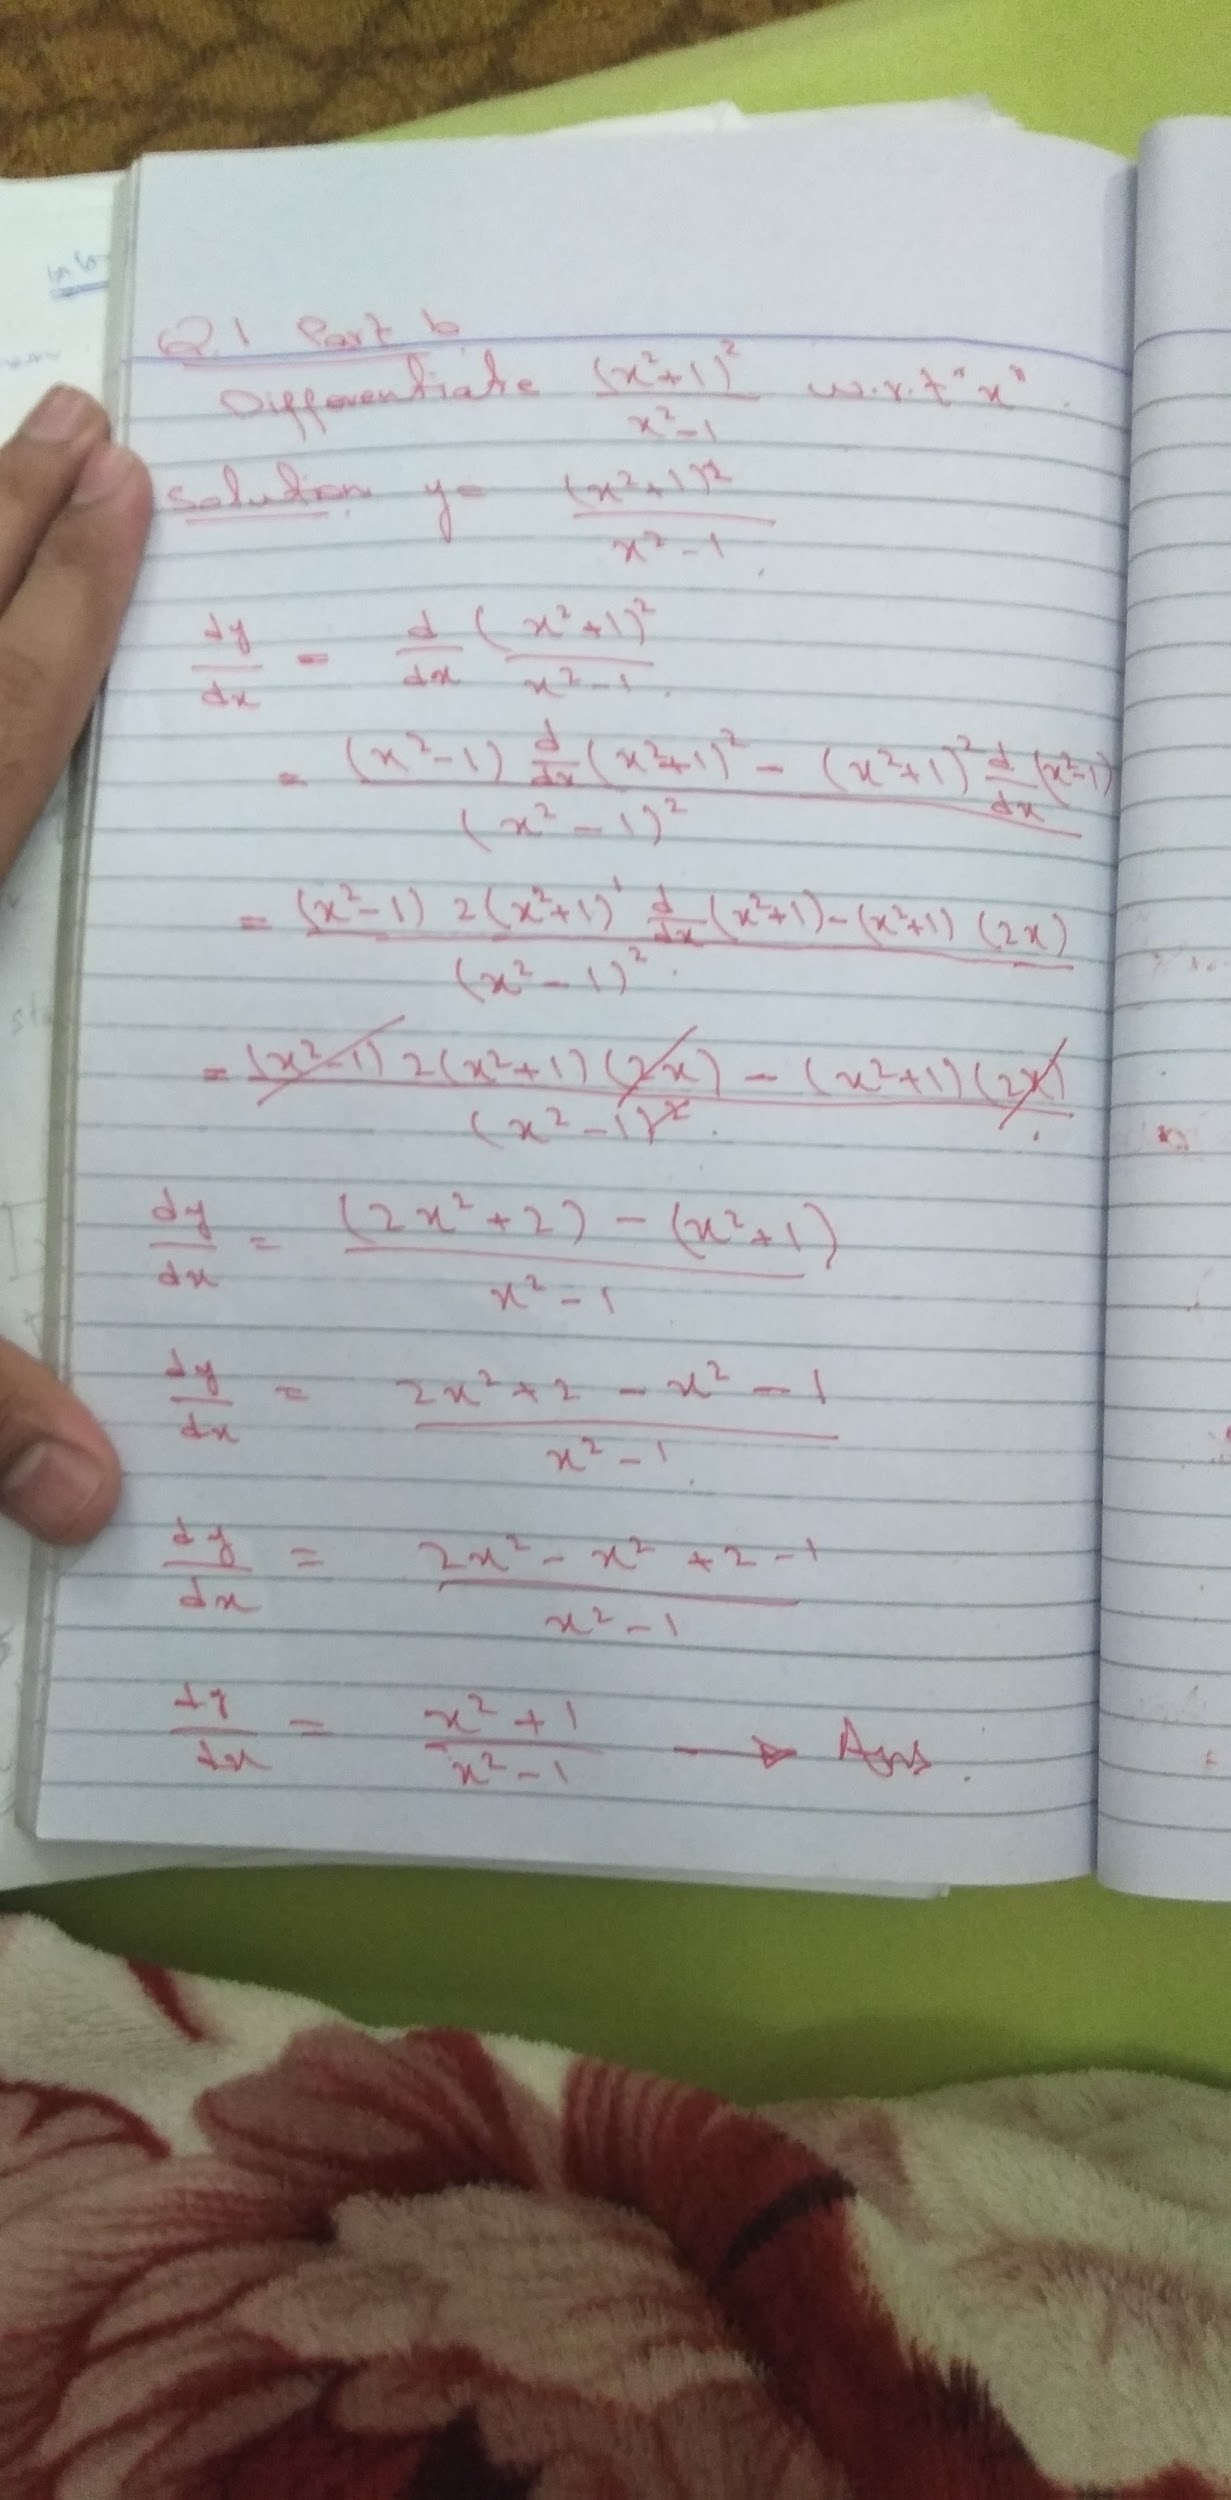 Q1 Part b
Differentiate (x²+1)²/(x²-1) w.r.t "x".
Solution y= (x²+1)²/(x²-1).
dy/dx = d/dx ((x²+1)²/(x²-1).
= ((x²-1) d/dx (x²+1)² - (x²+1)² d/dx (x²-1))/(x²-1)²
= ((x²-1) 2(x²+1)¹ d/dx (x²+1) - (x²+1) (2x))/(x²-1)².
= ((x²-1) 2(x²+1) (2x) - (x²+1) (2x))/(x²-1)².
dy/dx = ((2x²+2) - (x²+1))/(x²-1)
dy/dx = (2x²+2 - x² - 1)/(x²-1)
dy/dx = (2x² - x² + 2 - 1)/(x²-1)
dy/dx = (x²+1)/(x²-1) → Ans.